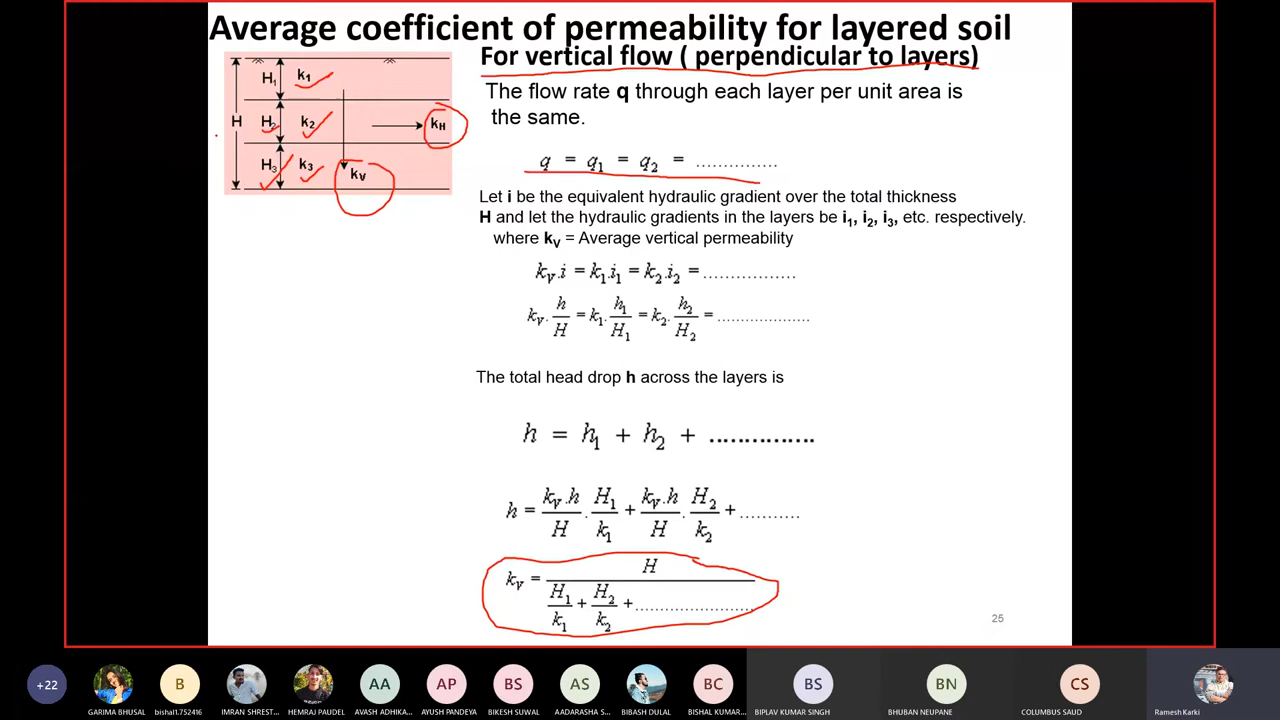 Average coefficient of permeability for layered soil
For vertical flow ( perpendicular to layers)
H
H1
k1
H2
k2
H3
k3
kV
kH
The flow rate q through each layer per unit area is
the same.
q = q1 = q2 = ...............
Let i be the equivalent hydraulic gradient over the total thickness
H and let the hydraulic gradients in the layers be i1, i2, i3, etc. respectively.
where kV = Average vertical permeability
kV.i = k1.i1 = k2.i2 = .................
kV. h/H = k1. h1/H1 = k2. h2/H2 = ...................
The total head drop h across the layers is
h = h1 + h2 + ................
h = kV.h/H . H1/k1 + kV.h/H . H2/k2 + ...........
kV = H / H1/k1 + H2/k2 + ......................
25
+22
B
AA
AP
BS
AS
BC
BS
BN
CS
GARIMA BHUSAL
bishal1.752416
IMRAN SHREST...
HEMRAJ PAUDEL
AVASH ADHIKA...
AYUSH PANDEYA
BIKESH SUWAL
AADARASHA S...
BIBASH DULAL
BISHAL KUMAR...
BIPLAV KUMAR SINGH
BHUBAN NEUPANE
COLUMBUS SAUD
Ramesh Karki